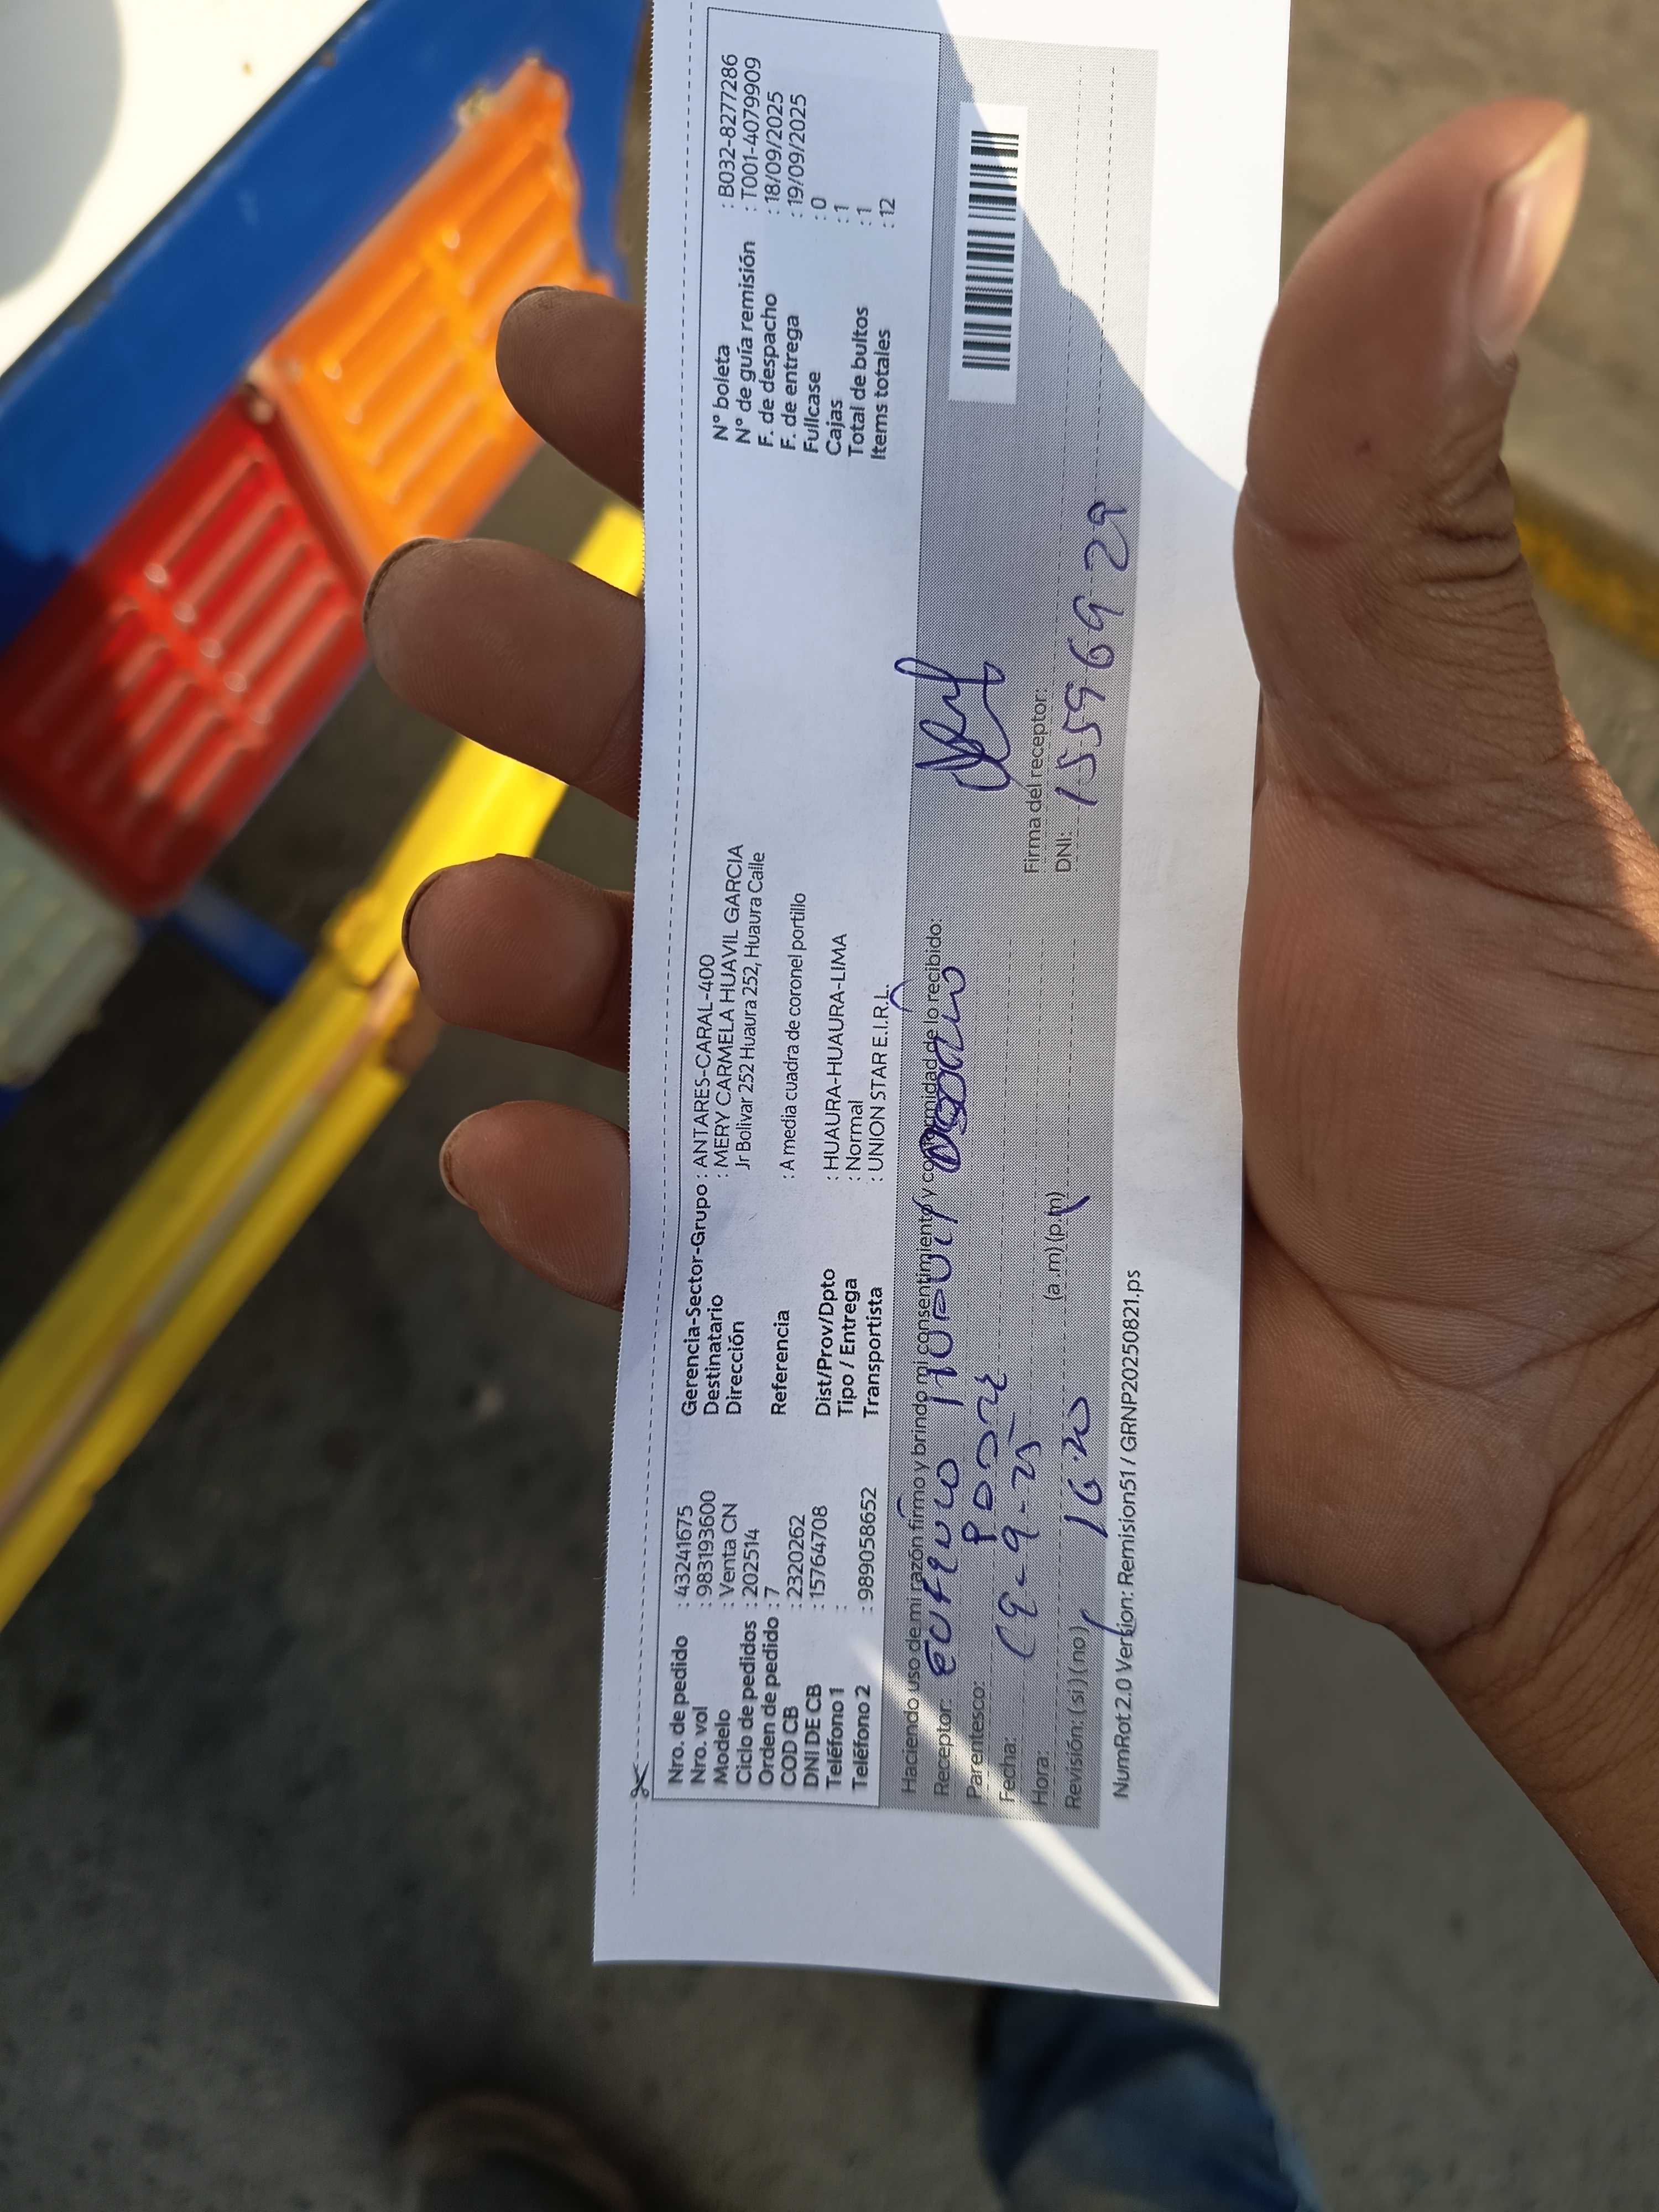 Nro. de pedido : 43241675
Nro. vol : 983193600
Modelo : Venta CN
Ciclo de pedidos : 202514
Orden de pedido : 7
COD CB : 2320262
DNI DE CB : 15764708
Teléfono 1 :
Teléfono 2 : 989058652
Gerencia-Sector-Grupo : ANTARES-CARAL-400
Destinatario : MERY CARMELA HUAVIL GARCIA
Dirección Jr Bolivar 252 Huaura 252, Huaura Calle
Referencia : A media cuadra de coronel portillo
Dist/Prov/Dpto : HUAURA-HUAURA-LIMA
Tipo / Entrega : Normal
Transportista : UNION STAR E.I.R.L.
N° boleta : B032-8277286
N° de guía remisión : T001-4079909
F. de despacho : 18/09/2025
F. de entrega : 19/09/2025
Fullcase : 0
Cajas : 1
Total de bultos : 1
Items totales : 12
Haciendo uso de mi razón firmo y brindo mi consentimiento y conformidad de lo recibido:
Receptor:
Parentesco: PADRE
Fecha: 19-9-25
Hora: 16:20 (a.m) (p.m)
Revisión: (si) (no)
Firma del receptor:
DNI: 15596929
NumRot 2.0 Version: Remision51 / GRNP20250821.ps